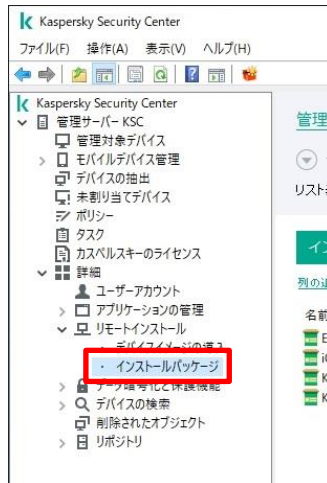 Kaspersky Security Center
ファイル(F) 操作(A) 表示(V) ヘルプ(H)
Kaspersky Security Center
管理サーバー KSC
管理対象デバイス
モバイルデバイス管理
デバイスの抽出
未割り当てデバイス
ポリシー
タスク
カスペルスキーのライセンス
詳細
ユーザーアカウント
アプリケーションの管理
リモートインストール
デバイスイメージの導入
インストールパッケージ
データ暗号化と保護機能
デバイスの検索
削除されたオブジェクト
リポジトリ
管理
リスト
イン
列の追
名前
E
iO
K
K